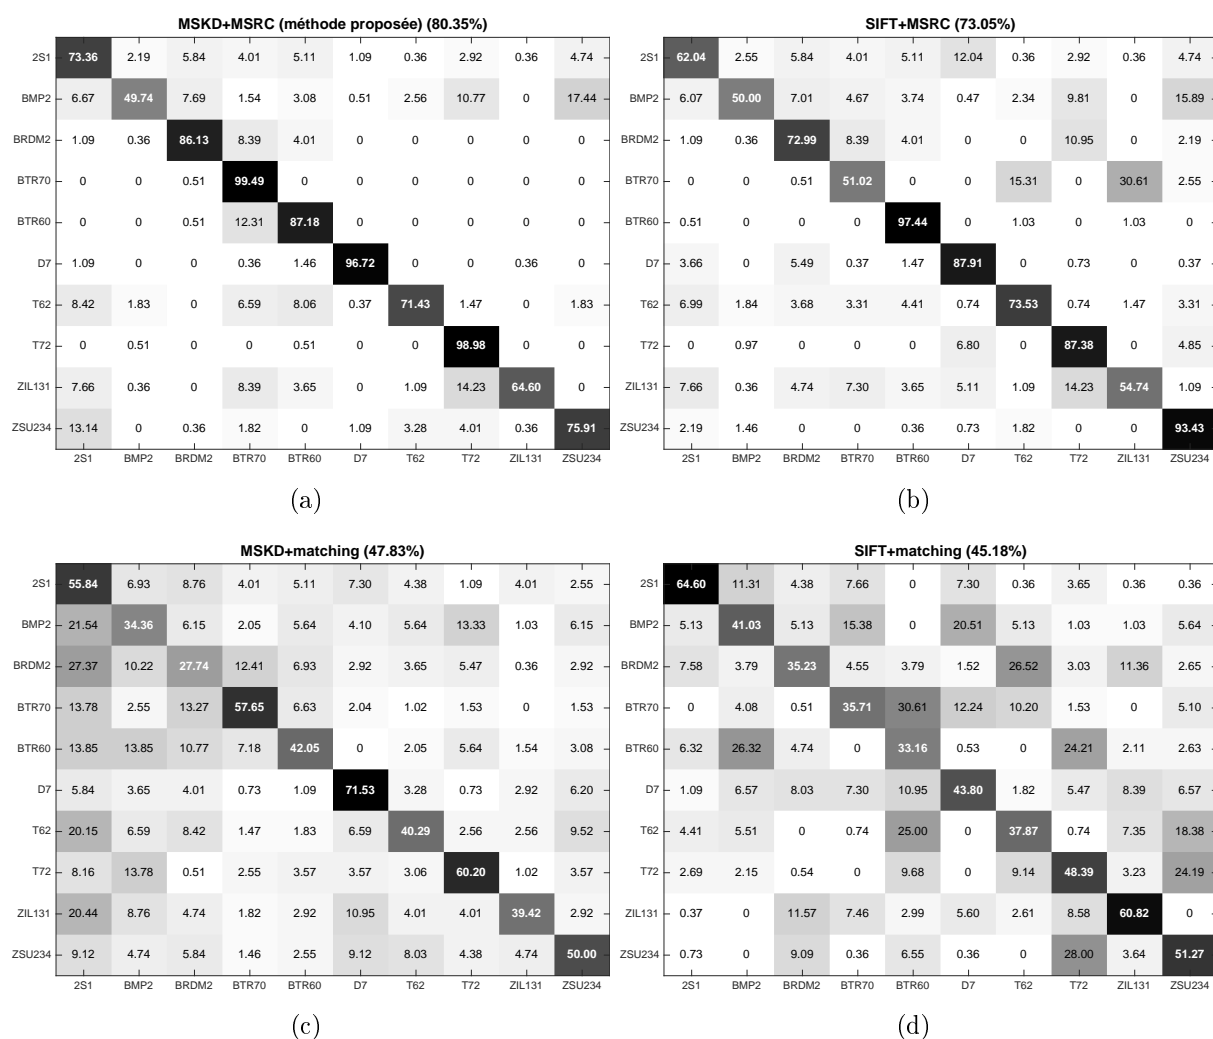 MSKD+MSRC (méthode proposée) (80.35%)
2S1 73.36 2.19 5.84 4.01 5.11 1.09 0.36 2.92 0.36 4.74
BMP2 6.67 49.74 7.69 1.54 3.08 0.51 2.56 10.77 0 17.44
BRDM2 1.09 0.36 86.13 8.39 4.01 0 0 0 0 0
BTR70 0 0 0.51 99.49 0 0 0 0 0 0
BTR60 0 0 0.51 12.31 87.18 0 0 0 0 0
D7 1.09 0 0 0.36 1.46 96.72 0 0 0.36 0
T62 8.42 1.83 0 6.59 8.06 0.37 71.43 1.47 0 1.83
T72 0 0.51 0 0 0.51 0 0 98.98 0 0
ZIL131 7.66 0.36 0 8.39 3.65 0 1.09 14.23 64.60 0
ZSU234 13.14 0 0.36 1.82 0 1.09 3.28 4.01 0.36 75.91
2S1 BMP2 BRDM2 BTR70 BTR60 D7 T62 T72 ZIL131 ZSU234
(a)
SIFT+MSRC (73.05%)
2S1 62.04 2.55 5.84 4.01 5.11 12.04 0.36 2.92 0.36 4.74
BMP2 6.07 50.00 7.01 4.67 3.74 0.47 2.34 9.81 0 15.89
BRDM2 1.09 0.36 72.99 8.39 4.01 0 0 10.95 0 2.19
BTR70 0 0 0.51 51.02 0 0 15.31 0 30.61 2.55
BTR60 0.51 0 0 0 97.44 0 1.03 0 1.03 0
D7 3.66 0 5.49 0.37 1.47 87.91 0 0.73 0 0.37
T62 6.99 1.84 3.68 3.31 4.41 0.74 73.53 0.74 1.47 3.31
T72 0 0.97 0 0 0 6.80 0 87.38 0 4.85
ZIL131 7.66 0.36 4.74 7.30 3.65 5.11 1.09 14.23 54.74 1.09
ZSU234 2.19 1.46 0 0 0.36 0.73 1.82 0 0 93.43
2S1 BMP2 BRDM2 BTR70 BTR60 D7 T62 T72 ZIL131 ZSU234
(b)
MSKD+matching (47.83%)
2S1 55.84 6.93 8.76 4.01 5.11 7.30 4.38 1.09 4.01 2.55
BMP2 21.54 34.36 6.15 2.05 5.64 4.10 5.64 13.33 1.03 6.15
BRDM2 27.37 10.22 27.74 12.41 6.93 2.92 3.65 5.47 0.36 2.92
BTR70 13.78 2.55 13.27 57.65 6.63 2.04 1.02 1.53 0 1.53
BTR60 13.85 13.85 10.77 7.18 42.05 0 2.05 5.64 1.54 3.08
D7 5.84 3.65 4.01 0.73 1.09 71.53 3.28 0.73 2.92 6.20
T62 20.15 6.59 8.42 1.47 1.83 6.59 40.29 2.56 2.56 9.52
T72 8.16 13.78 0.51 2.55 3.57 3.57 3.06 60.20 1.02 3.57
ZIL131 20.44 8.76 4.74 1.82 2.92 10.95 4.01 4.01 39.42 2.92
ZSU234 9.12 4.74 5.84 1.46 2.55 9.12 8.03 4.38 4.74 50.00
2S1 BMP2 BRDM2 BTR70 BTR60 D7 T62 T72 ZIL131 ZSU234
(c)
SIFT+matching (45.18%)
2S1 64.60 11.31 4.38 7.66 0 7.30 0.36 3.65 0.36 0.36
BMP2 5.13 41.03 5.13 15.38 0 20.51 5.13 1.03 1.03 5.64
BRDM2 7.58 3.79 35.23 4.55 3.79 1.52 26.52 3.03 11.36 2.65
BTR70 0 4.08 0.51 35.71 30.61 12.24 10.20 1.53 0 5.10
BTR60 6.32 26.32 4.74 0 33.16 0.53 0 24.21 2.11 2.63
D7 1.09 6.57 8.03 7.30 10.95 43.80 1.82 5.47 8.39 6.57
T62 4.41 5.51 0 0.74 25.00 0 37.87 0.74 7.35 18.38
T72 2.69 2.15 0.54 0 9.68 0 9.14 48.39 3.23 24.19
ZIL131 0.37 0 11.57 7.46 2.99 5.60 2.61 8.58 60.82 0
ZSU234 0.73 0 9.09 0.36 6.55 0.36 0 28.00 3.64 51.27
2S1 BMP2 BRDM2 BTR70 BTR60 D7 T62 T72 ZIL131 ZSU234
(d)